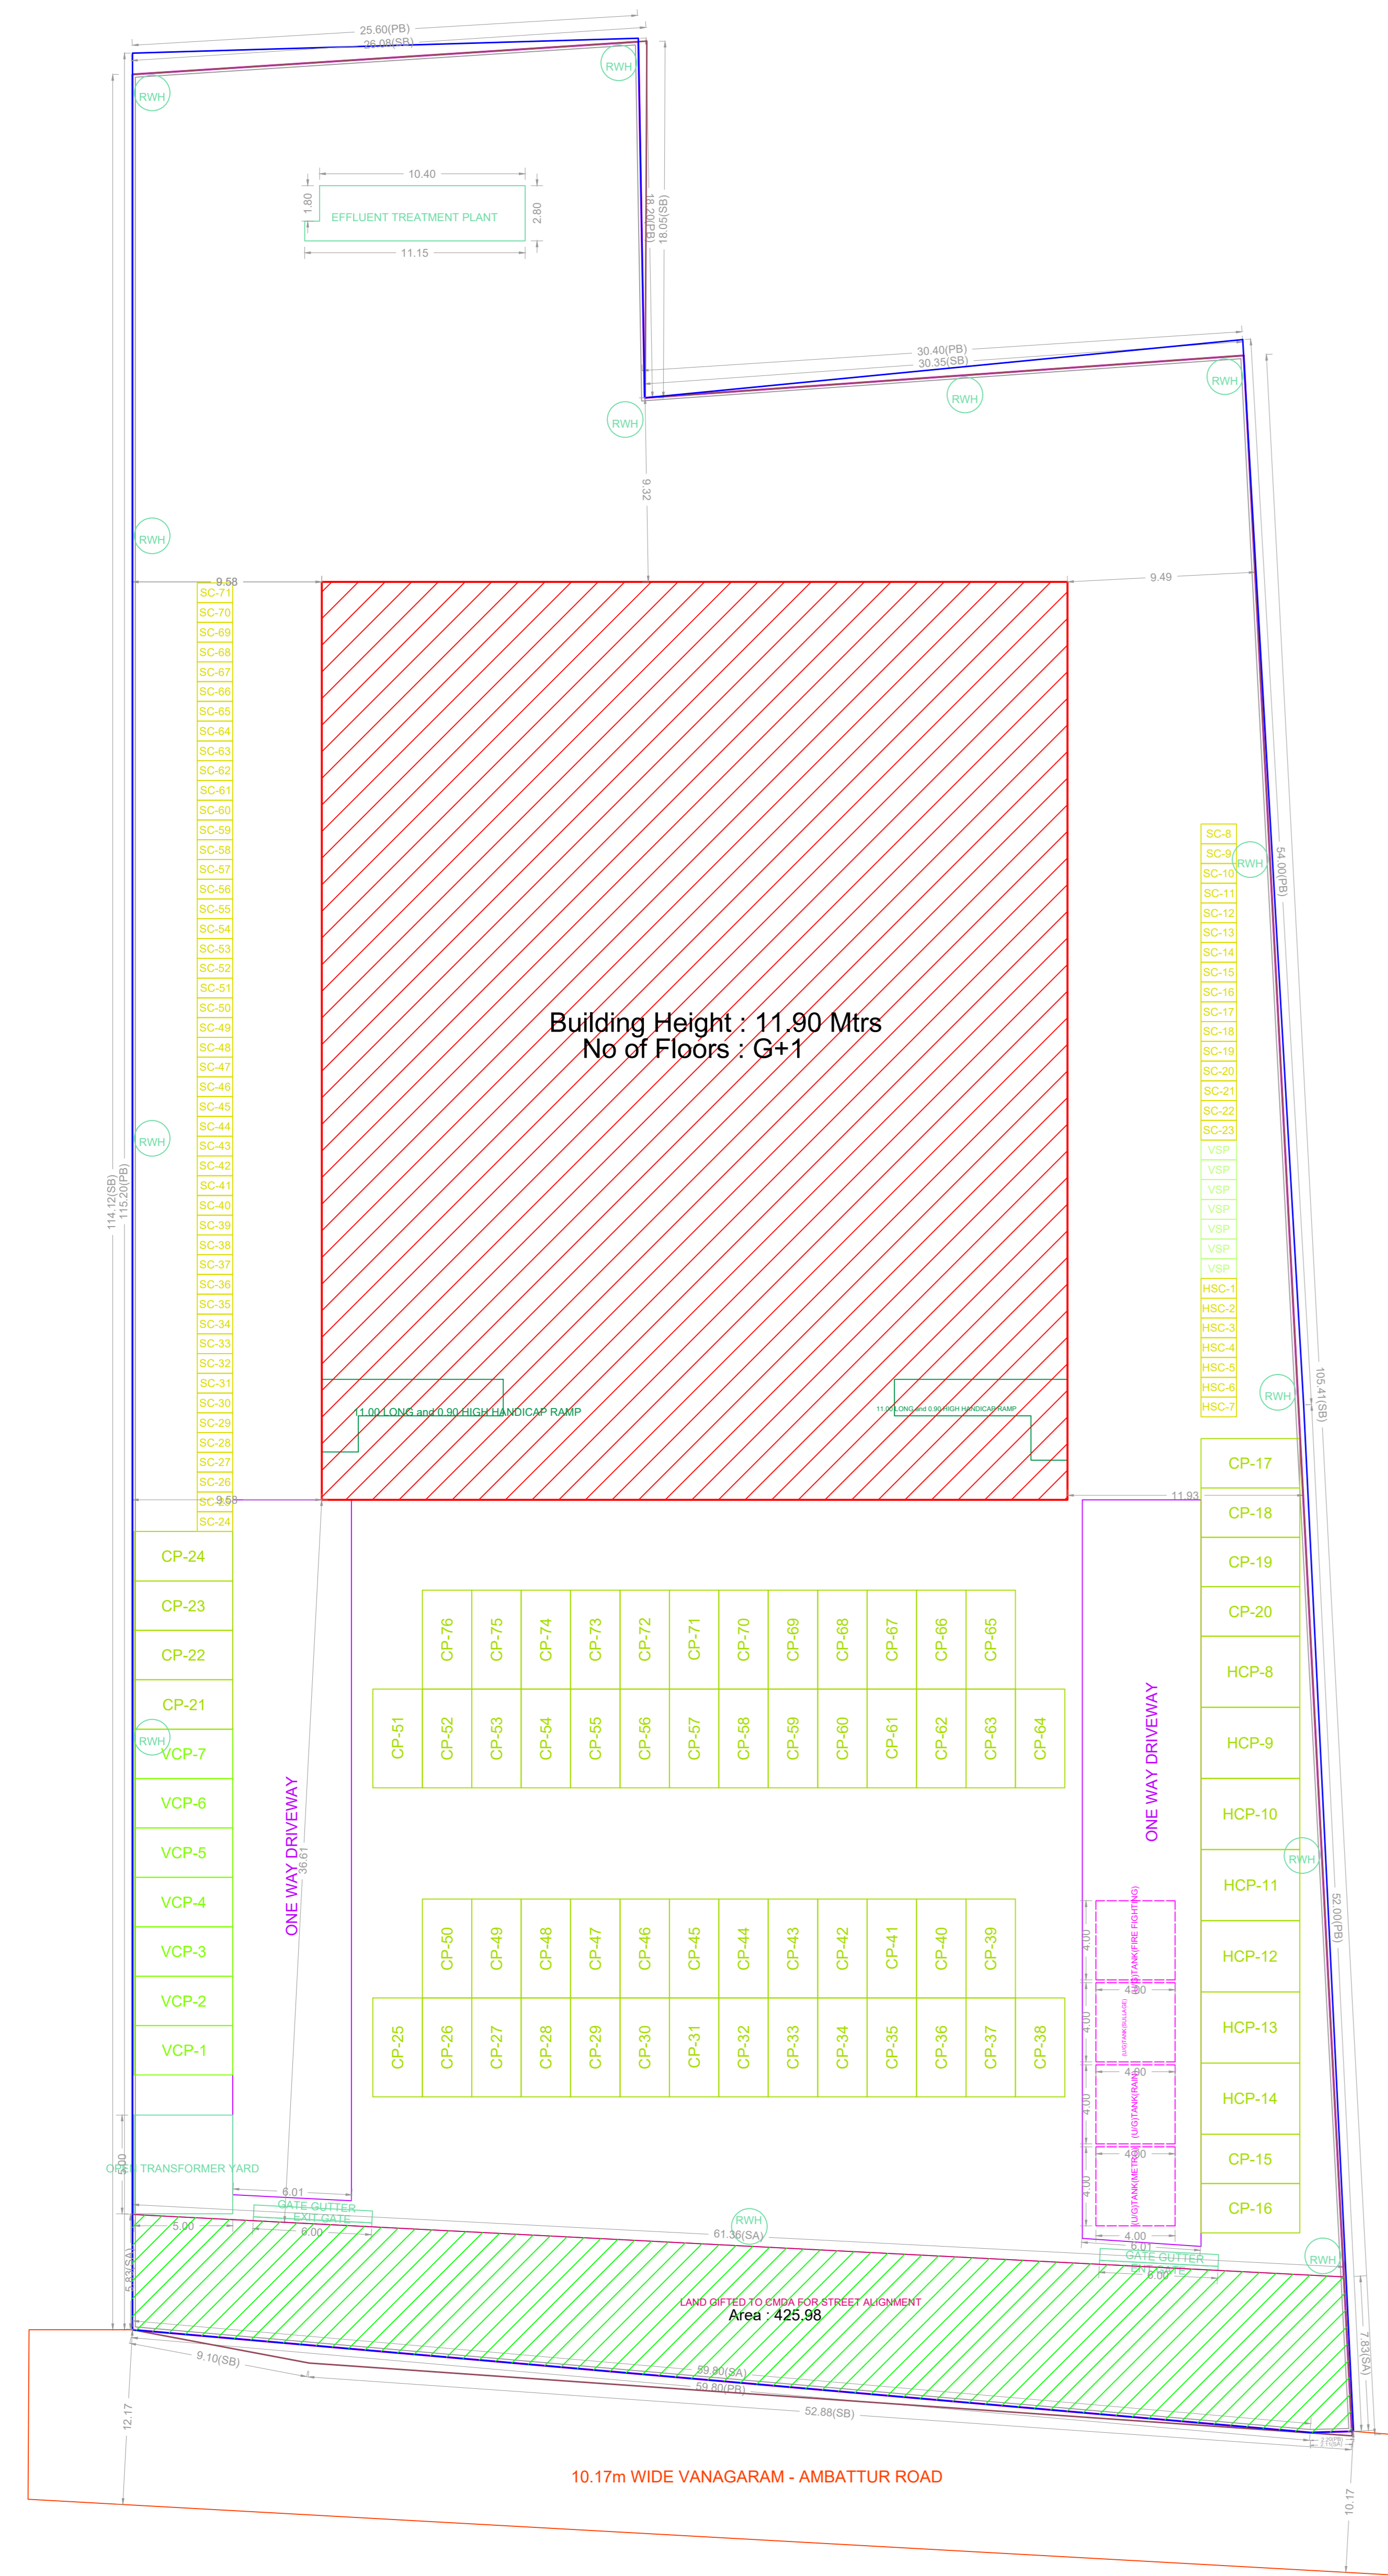 25.60(PB)
26.08(SB)
RWH
RWH
10.40
1.80
EFFLUENT TREATMENT PLANT
2.80
11.15
18.20(PB)
18.05(SB)
30.40(PB)
30.35(SB)
RWH
RWH
RWH
9.32
RWH
9.58
9.49
SC-71
SC-70
SC-69
SC-68
SC-67
SC-66
SC-65
SC-64
SC-63
SC-62
SC-61
SC-60
SC-59
SC-58
SC-57
SC-56
SC-55
SC-54
SC-53
SC-52
SC-51
SC-50
SC-49
SC-48
SC-47
SC-46
SC-45
SC-44
SC-43
SC-42
SC-41
SC-40
SC-39
SC-38
SC-37
SC-36
SC-35
SC-34
SC-33
SC-32
SC-31
SC-30
SC-29
SC-28
SC-27
SC-26
SC-25
SC-24
RWH
114.12(SB)
115.20(PB)
Building Height : 11.90 Mtrs
No of Floors : G+1
SC-8
SC-9
SC-10
SC-11
SC-12
SC-13
SC-14
SC-15
SC-16
SC-17
SC-18
SC-19
SC-20
SC-21
SC-22
SC-23
VSP
VSP
VSP
VSP
VSP
VSP
VSP
HSC-1
HSC-2
HSC-3
HSC-4
HSC-5
HSC-6
HSC-7
RWH
54.00(PB)
RWH
105.41(SB)
11.00 LONG and 0.90 HIGH HANDICAP RAMP
11.00 LONG and 0.90 HIGH HANDICAP RAMP
9.58
11.93
CP-17
CP-18
CP-19
CP-20
HCP-8
HCP-9
HCP-10
HCP-11
HCP-12
HCP-13
HCP-14
CP-15
CP-16
RWH
52.00(PB)
CP-24
CP-23
CP-22
CP-21
VCP-7
VCP-6
VCP-5
VCP-4
VCP-3
VCP-2
VCP-1
RWH
ONE WAY DRIVEWAY
36.61
CP-76
CP-75
CP-74
CP-73
CP-72
CP-71
CP-70
CP-69
CP-68
CP-67
CP-66
CP-65
CP-51
CP-52
CP-53
CP-54
CP-55
CP-56
CP-57
CP-58
CP-59
CP-60
CP-61
CP-62
CP-63
CP-64
CP-50
CP-49
CP-48
CP-47
CP-46
CP-45
CP-44
CP-43
CP-42
CP-41
CP-40
CP-39
CP-25
CP-26
CP-27
CP-28
CP-29
CP-30
CP-31
CP-32
CP-33
CP-34
CP-35
CP-36
CP-37
CP-38
ONE WAY DRIVEWAY
(U/G)TANK(FIRE FIGHTING)
4.00
4.00
(U/G)TANK(SULLAGE)
4.00
4.00
(U/G)TANK(RAIN)
4.00
4.00
(U/G)TANK(METRO)
4.00
4.00
6.01
5.00
OPEN TRANSFORMER YARD
5.00
6.01
GATE GUTTER
EXIT GATE
6.00
RWH
61.36(SA)
GATE GUTTER
6.00
RWH
5.83(SA)
LAND GIFTED TO CMDA FOR STREET ALIGNMENT
Area : 425.98
7.83(SA)
9.10(SB)
59.80(SA)
59.80(PB)
52.88(SB)
12.17
10.17m WIDE VANAGARAM - AMBATTUR ROAD
10.17